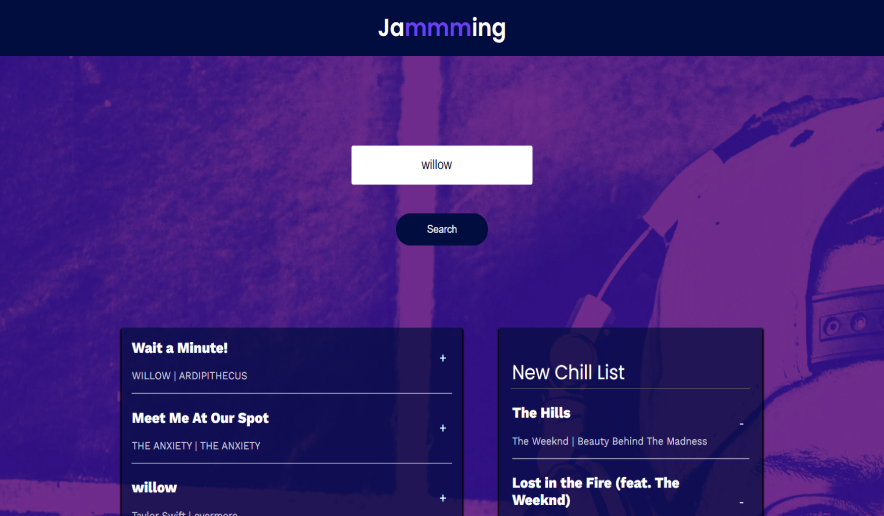 Jammming
willow
Search
Wait a Minute!
+
WILLOW | ARDIPITHECUS
Meet Me At Our Spot
+
THE ANXIETY | THE ANXIETY
willow
+
Taylor Swift | evermore
New Chill List
The Hills
-
The Weeknd | Beauty Behind The Madness
Lost in the Fire (feat. The
Weeknd)
-